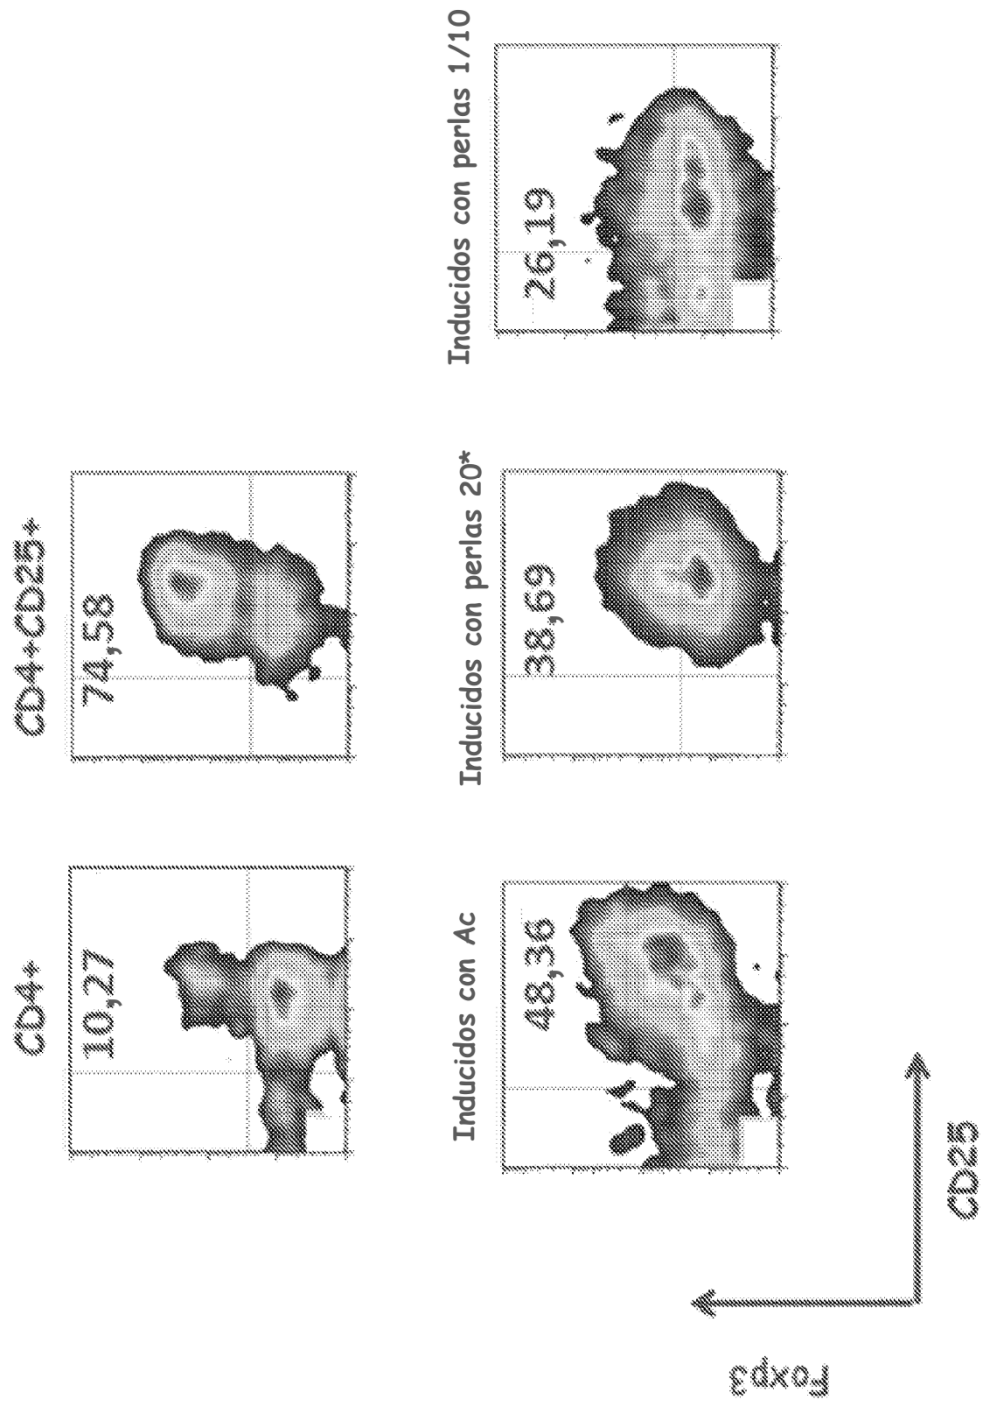 CD4+
CD4+CD25+
10,27
74,58
Inducidos con Ac
Inducidos con perlas 20*
Inducidos con perlas 1/10
48,36
38,69
26,19
Foxp3
CD25